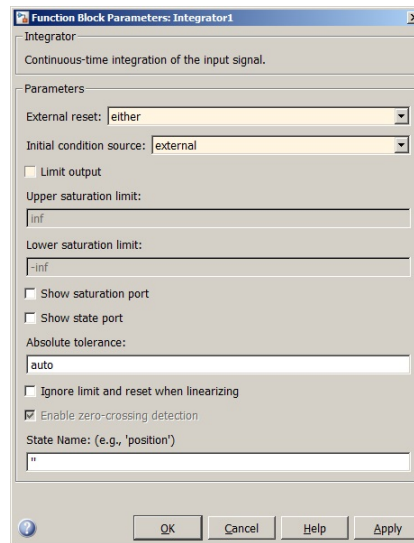 Function Block Parameters: Integrator1
Integrator
Continuous-time integration of the input signal.
Parameters
External reset: either
Initial condition source: external
Limit output
Upper saturation limit:
inf
Lower saturation limit:
-inf
Show saturation port
Show state port
Absolute tolerance:
auto
Ignore limit and reset when linearizing
Enable zero-crossing detection
State Name: (e.g., 'position')
''
OK Cancel Help Apply